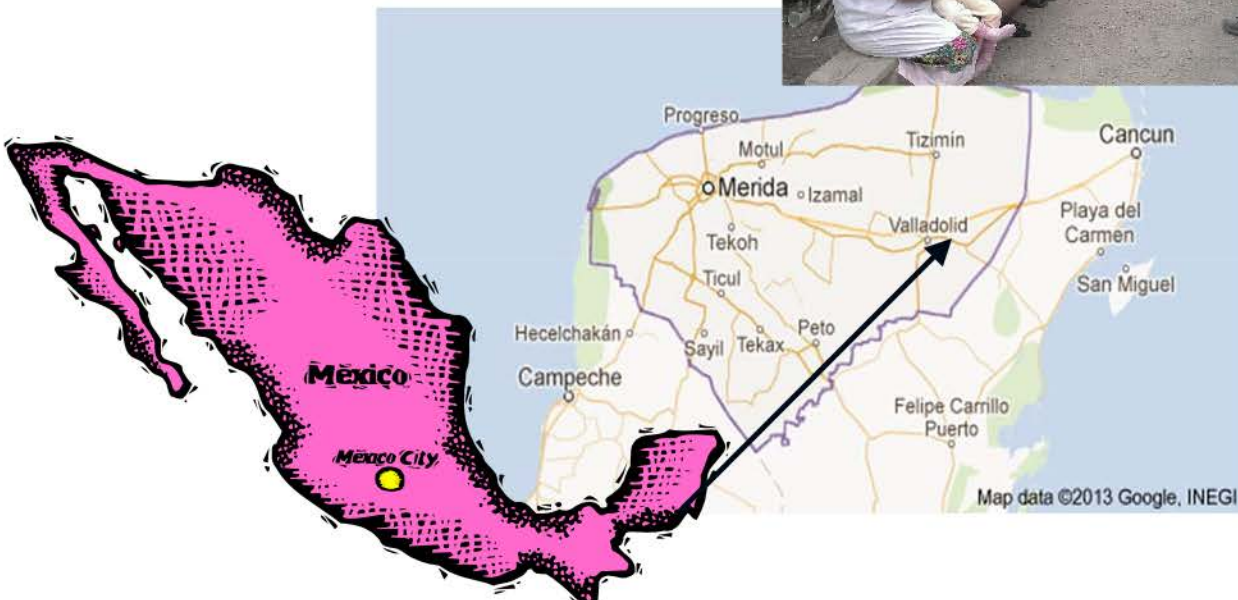 Progreso
Motul
Tizimín
Cancun
Merida
Izamal
Valladolid
Playa del
Carmen
Tekoh
San Miguel
Ticul
Hecelchakán
Sayil
Tekax
Peto
Campeche
Felipe Carrillo
Puerto
Mexico
Mexico City
Map data ©2013 Google, INEGI